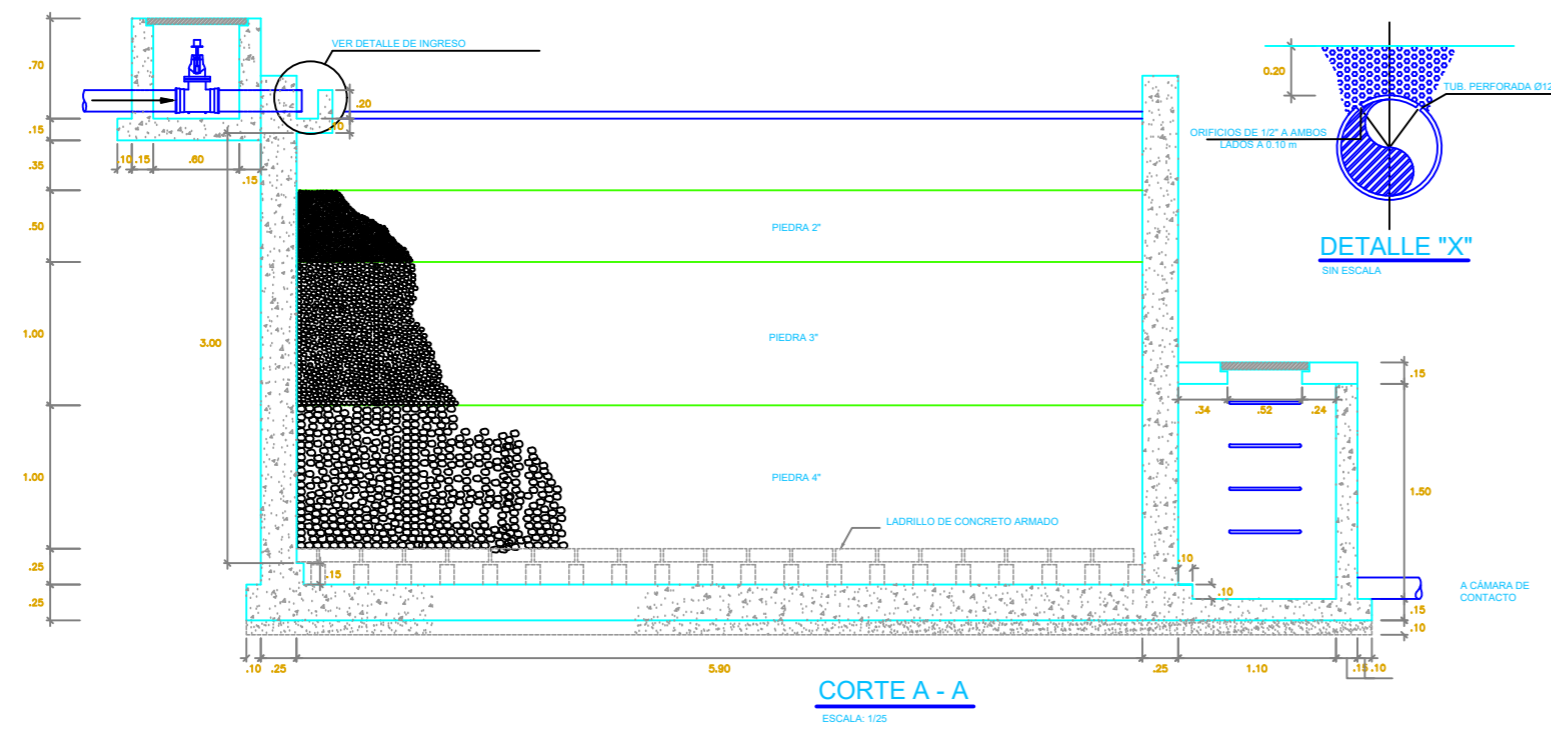 .70
.15
.35
.50
1.00
1.00
.25
.25
.10
.15
.60
.15
VER DETALLE DE INGRESO
.20
.10
3.00
PIEDRA 2"
PIEDRA 3"
PIEDRA 4"
LADRILLO DE CONCRETO ARMADO
.15
.10
.10
.34
.52
.24
.15
1.50
.15
.10
A CÁMARA DE
CONTACTO
.10
.25
5.90
.25
1.10
.15
.10
CORTE A - A
ESCALA: 1/25
0.20
TUB. PERFORADA Ø12
ORIFICIOS DE 1/2" A AMBOS
LADOS A 0.10 m
DETALLE "X"
SIN ESCALA